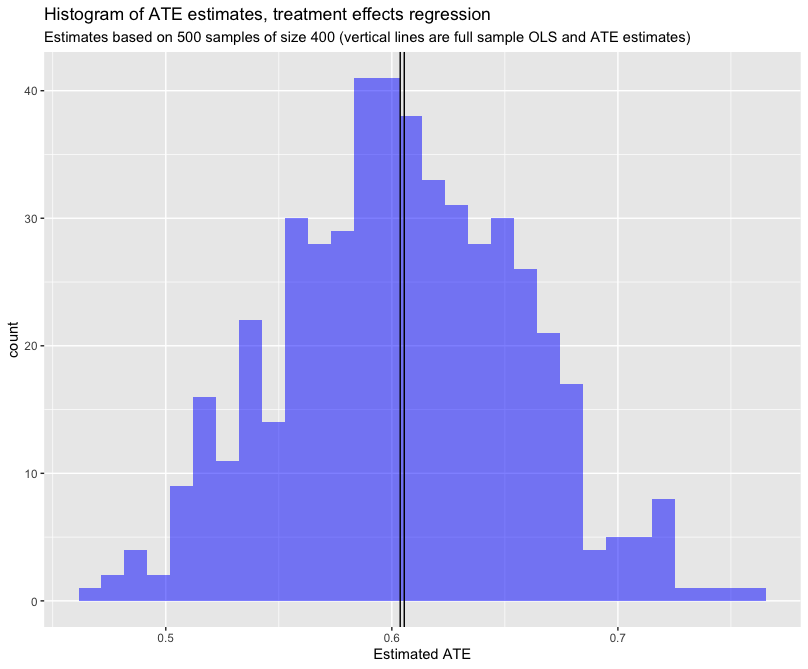 Histogram of ATE estimates, treatment effects regression
Estimates based on 500 samples of size 400 (vertical lines are full sample OLS and ATE estimates)
40
30
20
10
0
count
0.5 0.6 0.7
Estimated ATE